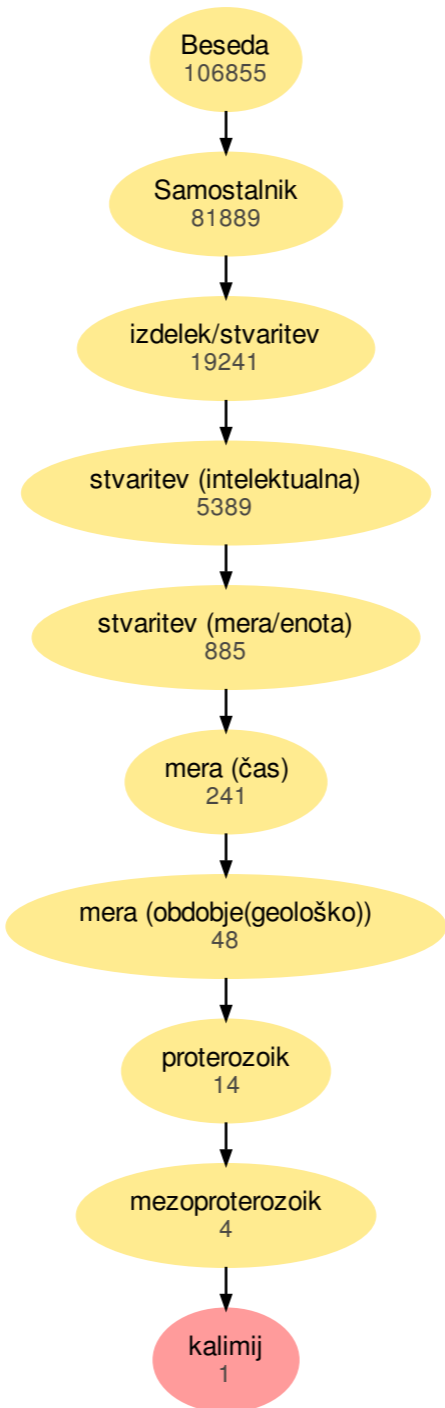 Beseda
106855
Samostalnik
81889
izdelek/stvaritev
19241
stvaritev (intelektualna)
5389
stvaritev (mera/enota)
885
mera (čas)
241
mera (obdobje(geološko))
48
proterozoik
14
mezoproterozoik
4
kalimij
1